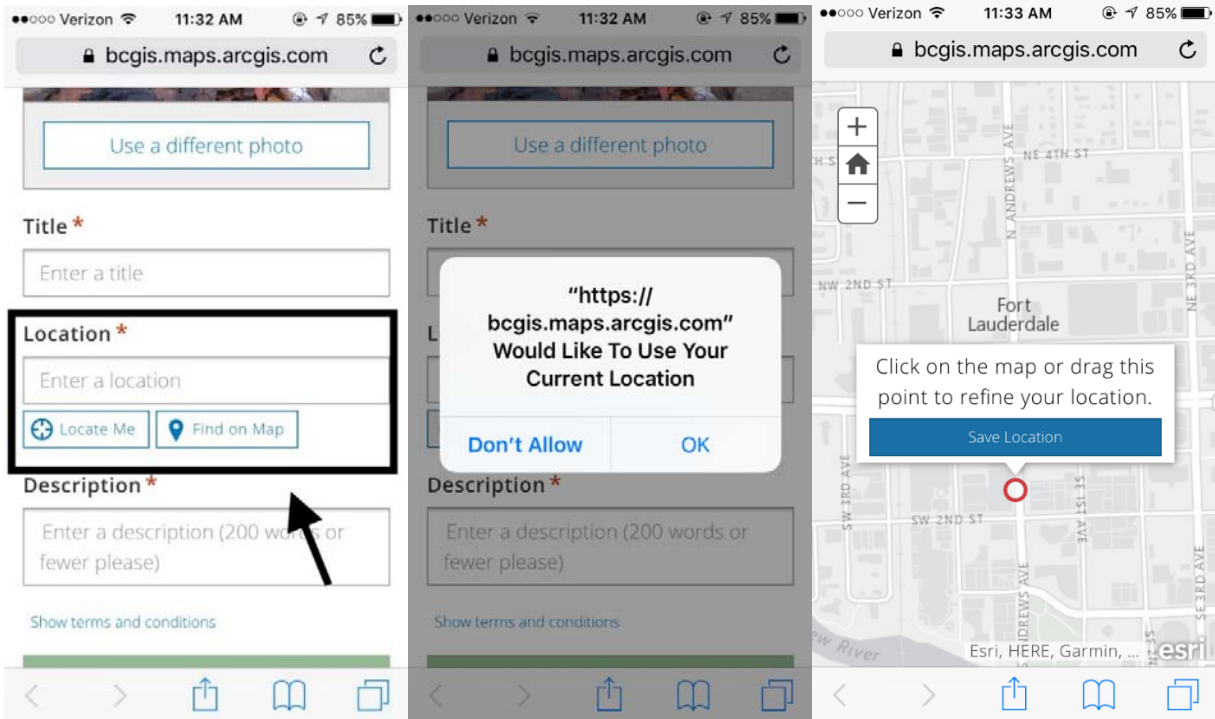 ●●○○○ Verizon 11:32 AM 85%
bcgis.maps.arcgis.com
Use a different photo
Title *
Enter a title
Location *
Enter a location
Locate Me Find on Map
Description *
Enter a description (200 words or
fewer please)
Show terms and conditions
●●○○○ Verizon 11:32 AM 85%
bcgis.maps.arcgis.com
Use a different photo
Title *
"https://
bcgis.maps.arcgis.com"
Would Like To Use Your
Current Location
Don't Allow OK
Description *
Enter a description (200 words or
fewer please)
Show terms and conditions
●●○○○ Verizon 11:33 AM 85%
bcgis.maps.arcgis.com
+
−
N ANDREWS AVE
NE 4TH ST
H S
NW 2ND ST
NE 3RD AVE
Fort
Lauderdale
Click on the map or drag this
point to refine your location.
Save Location
SW 3RD AVE
SW 2ND ST
SE 1ST AVE
SE 3RD AVE
NDREWS AVE
ew River
Esri, HERE, Garmin, ...
esri